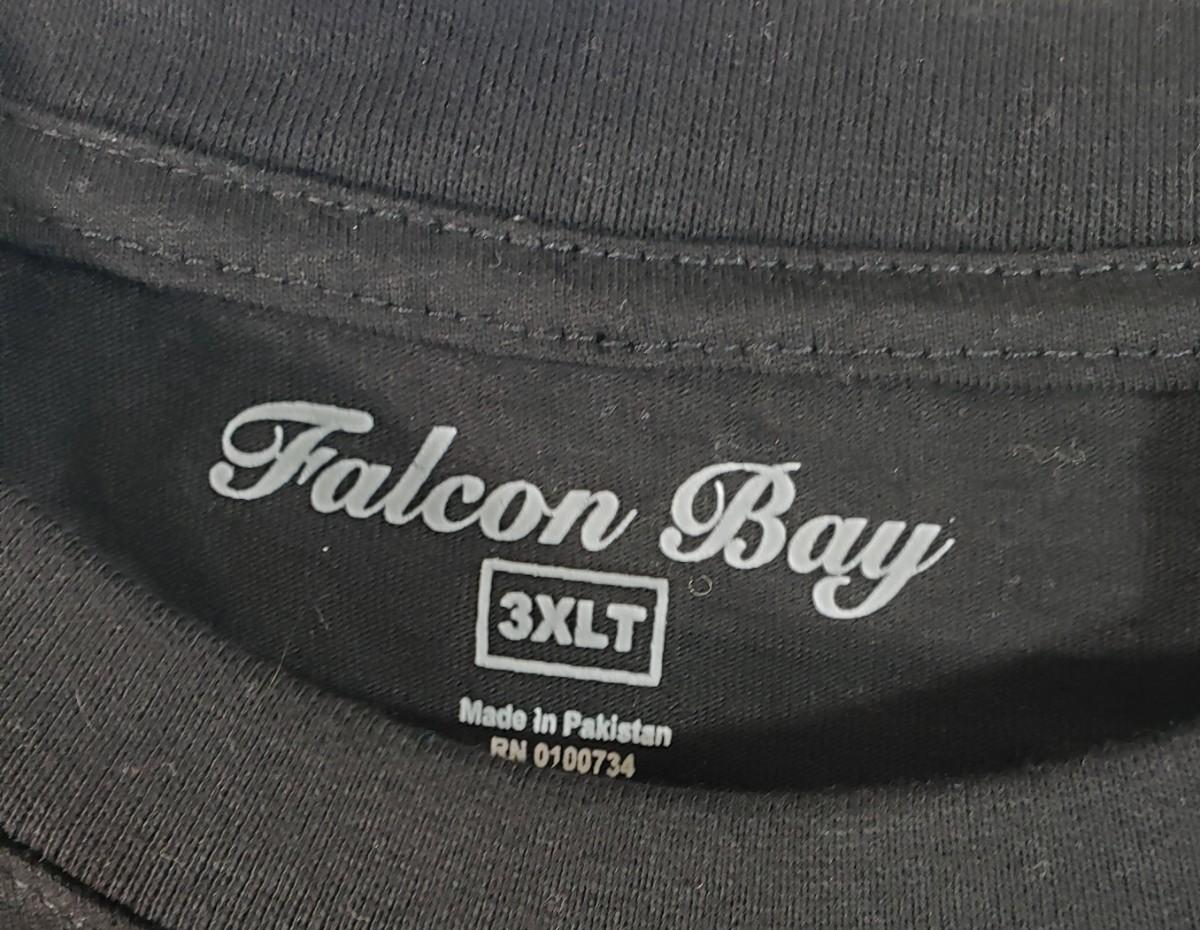 Falcon Bay
3XLT
Made in Pakistan
RN 0100734